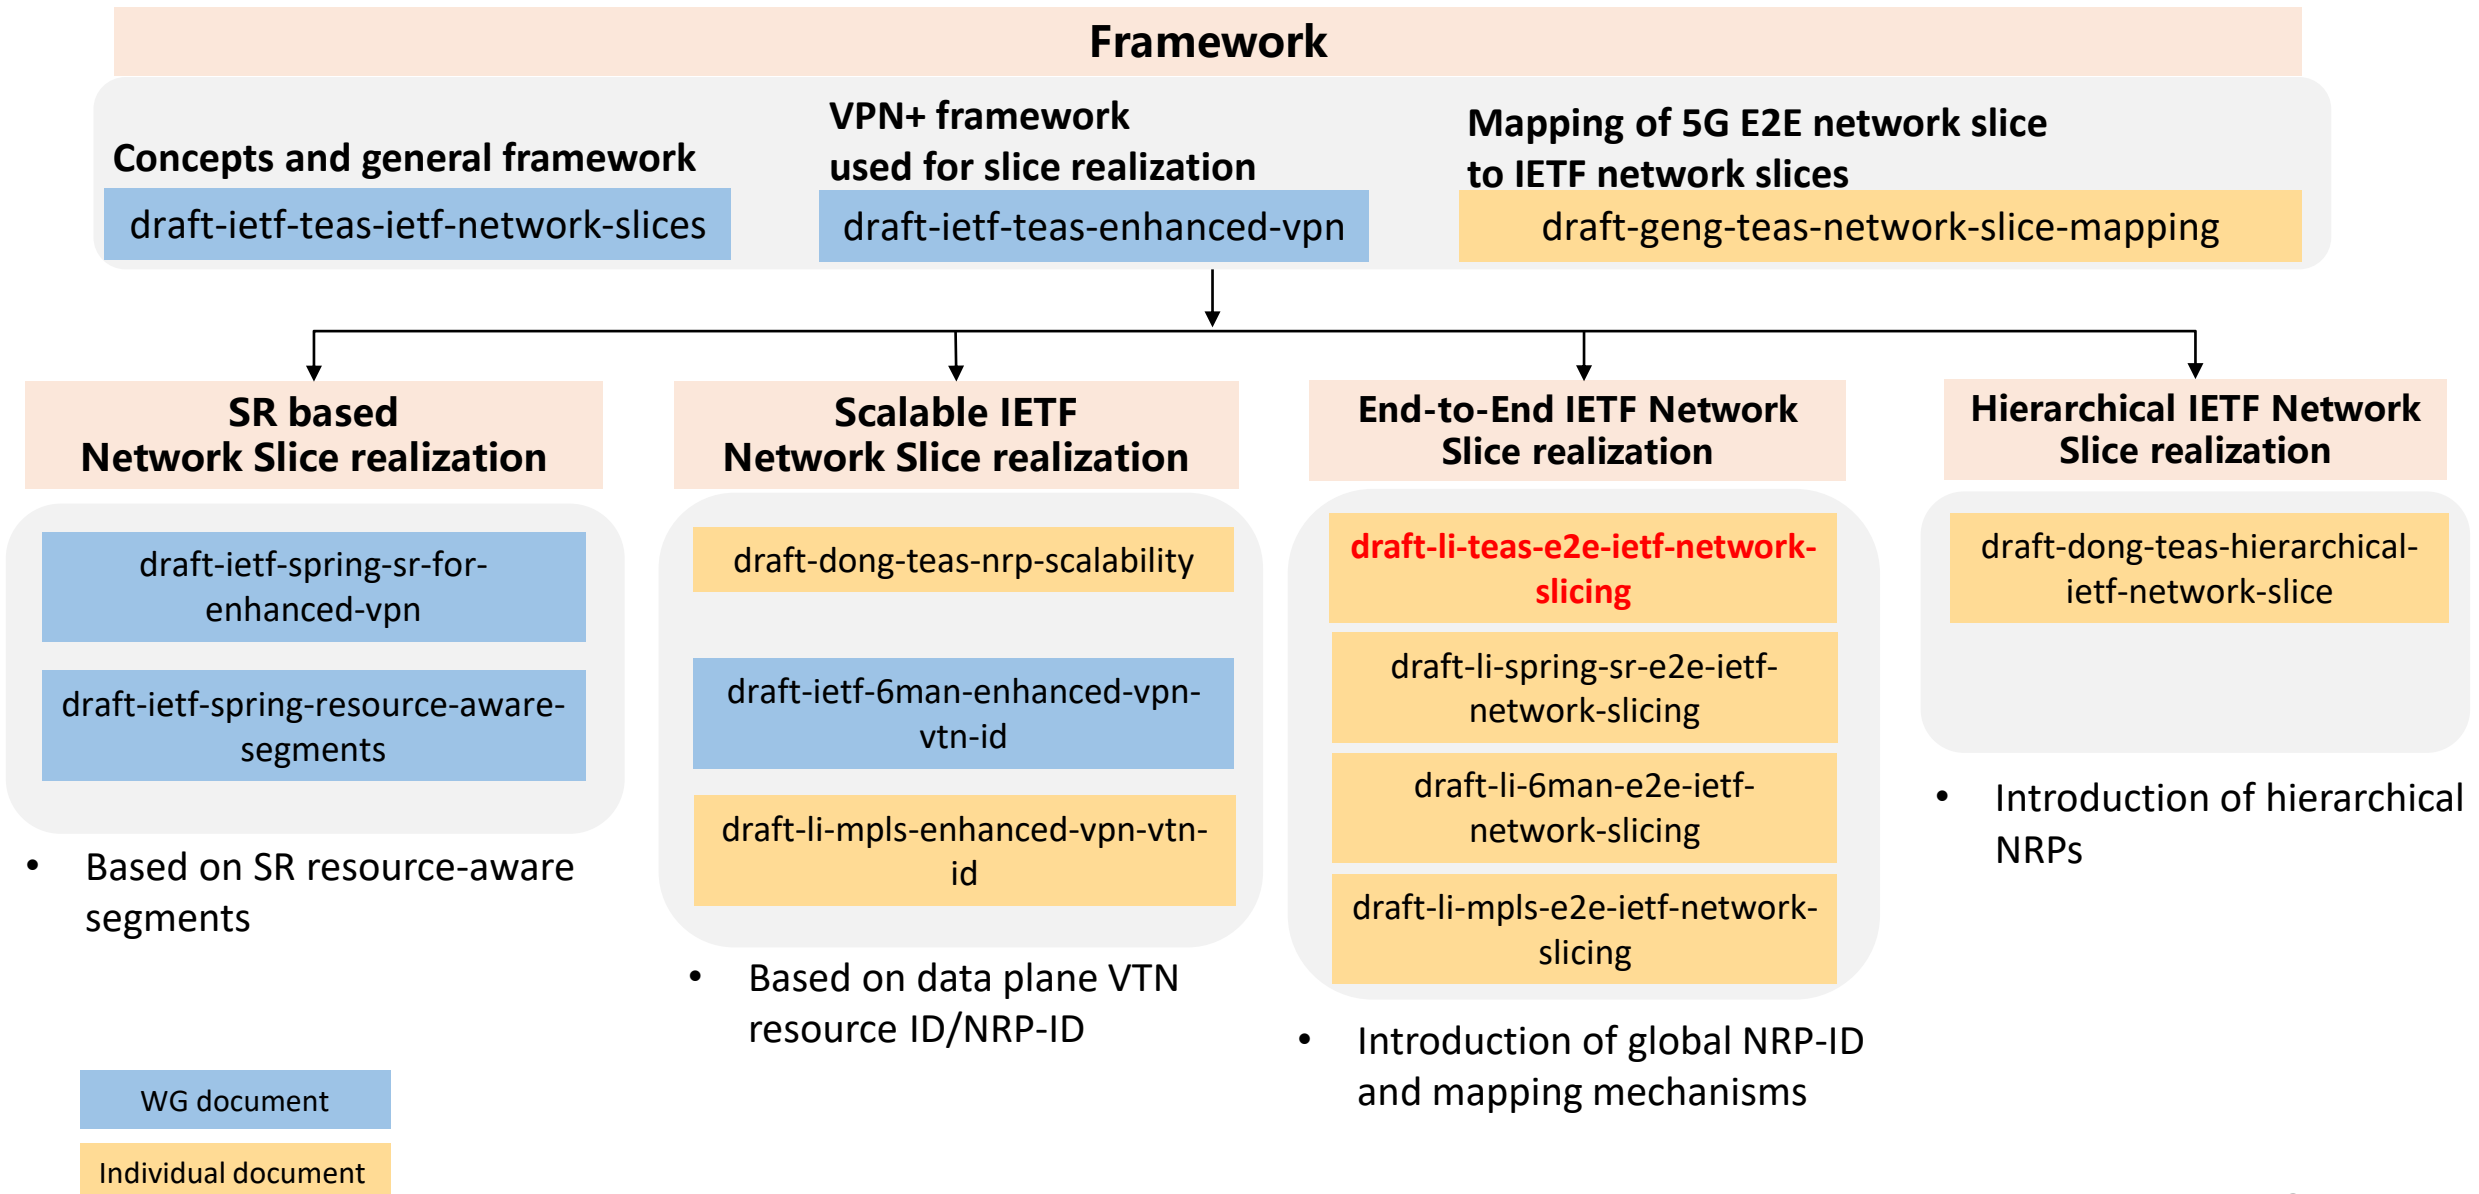 Framework
Concepts and general framework
draft-ietf-teas-ietf-network-slices
VPN+ framework
used for slice realization
draft-ietf-teas-enhanced-vpn
Mapping of 5G E2E network slice
to IETF network slices
draft-geng-teas-network-slice-mapping
SR based
Network Slice realization
draft-ietf-spring-sr-for-
enhanced-vpn
draft-ietf-spring-resource-aware-
segments
• Based on SR resource-aware
segments
Scalable IETF
Network Slice realization
draft-dong-teas-nrp-scalability
draft-ietf-6man-enhanced-vpn-
vtn-id
draft-li-mpls-enhanced-vpn-vtn-
id
• Based on data plane VTN
resource ID/NRP-ID
End-to-End IETF Network
Slice realization
draft-li-teas-e2e-ietf-network-
slicing
draft-li-spring-sr-e2e-ietf-
network-slicing
draft-li-6man-e2e-ietf-
network-slicing
draft-li-mpls-e2e-ietf-network-
slicing
• Introduction of global NRP-ID
and mapping mechanisms
Hierarchical IETF Network
Slice realization
draft-dong-teas-hierarchical-
ietf-network-slice
• Introduction of hierarchical
NRPs
WG document
Individual document